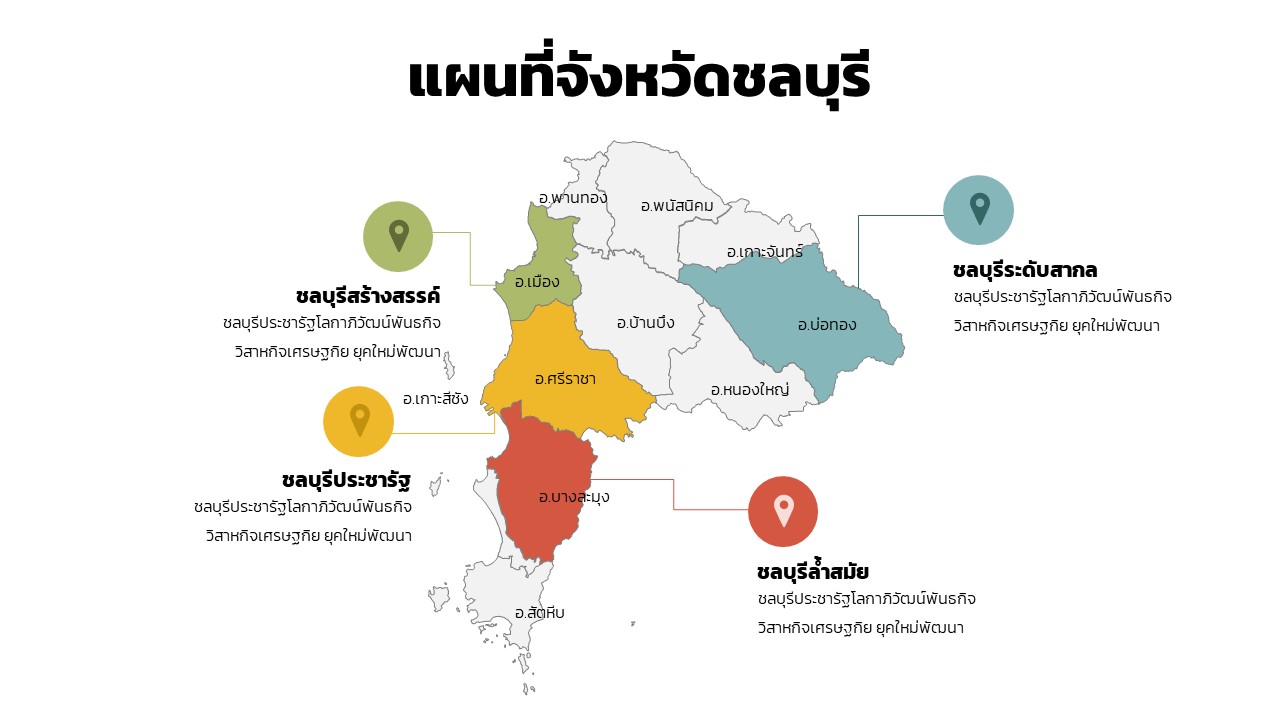 แผนที่จังหวัดชลบุรี
อ.พานทอง
อ.พนัสนิคม
อ.เกาะจันทร์
อ.เมือง
อ.บ้านบึง
อ.บ่อทอง
อ.ศรีราชา
อ.หนองใหญ่
อ.เกาะสีชัง
อ.บางละมุง
อ.สัตหีบ
ชลบุรีสร้างสรรค์
ชลบุรีประชารัฐโลกาภิวัฒน์พันธกิจ
วิสาหกิจเศรษฐกิย ยุคใหม่พัฒนา
ชลบุรีระดับสากล
ชลบุรีประชารัฐโลกาภิวัฒน์พันธกิจ
วิสาหกิจเศรษฐกิย ยุคใหม่พัฒนา
ชลบุรีประชารัฐ
ชลบุรีประชารัฐโลกาภิวัฒน์พันธกิจ
วิสาหกิจเศรษฐกิย ยุคใหม่พัฒนา
ชลบุรีล้ำสมัย
ชลบุรีประชารัฐโลกาภิวัฒน์พันธกิจ
วิสาหกิจเศรษฐกิย ยุคใหม่พัฒนา